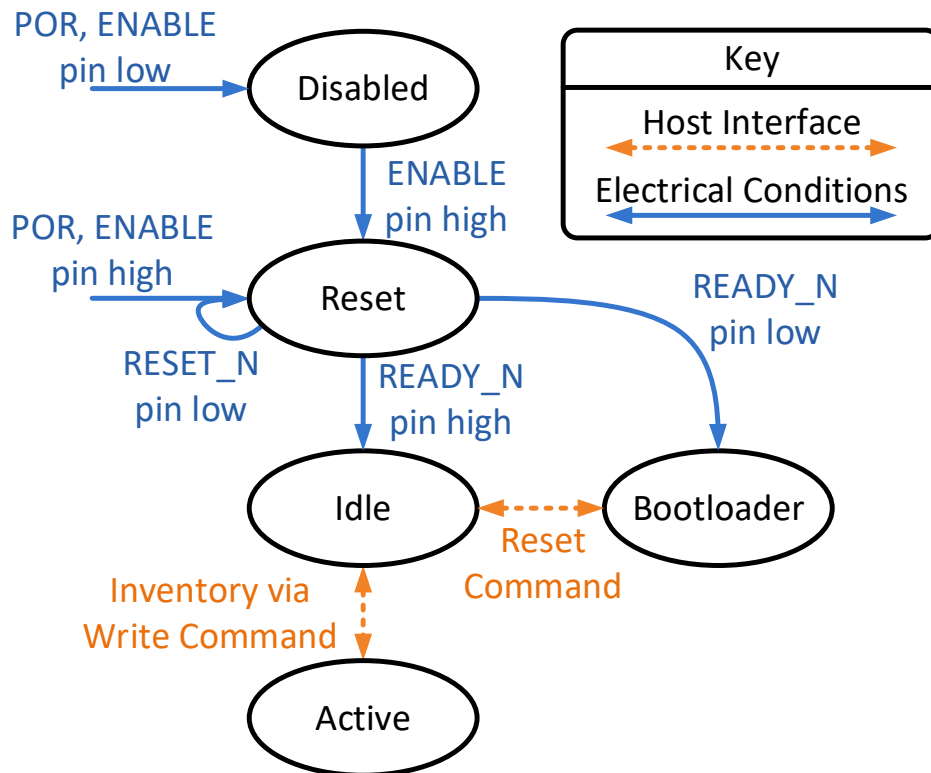 POR, ENABLE
pin low
Disabled
Key
Host Interface
Electrical Conditions
ENABLE
pin high
POR, ENABLE
pin high
Reset
READY_N
pin low
RESET_N
pin low
READY_N
pin high
Idle
Bootloader
Reset
Command
Inventory via
Write Command
Active